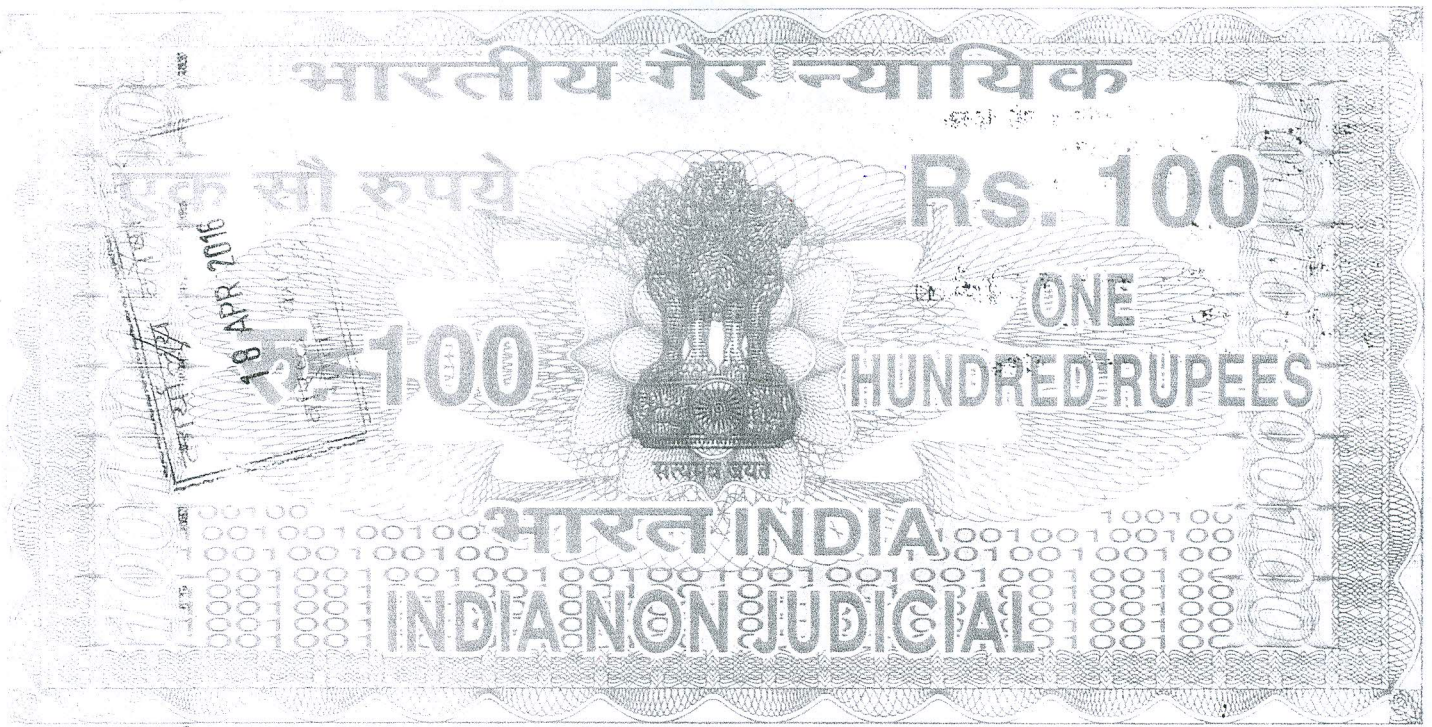 भारतीय गैर न्यायिक
एक सौ रुपये
Rs. 100
18 APR 2016
रु. 100
ONE
HUNDRED RUPEES
सत्यमेव जयते
भारत INDIA
INDIA NON JUDICIAL